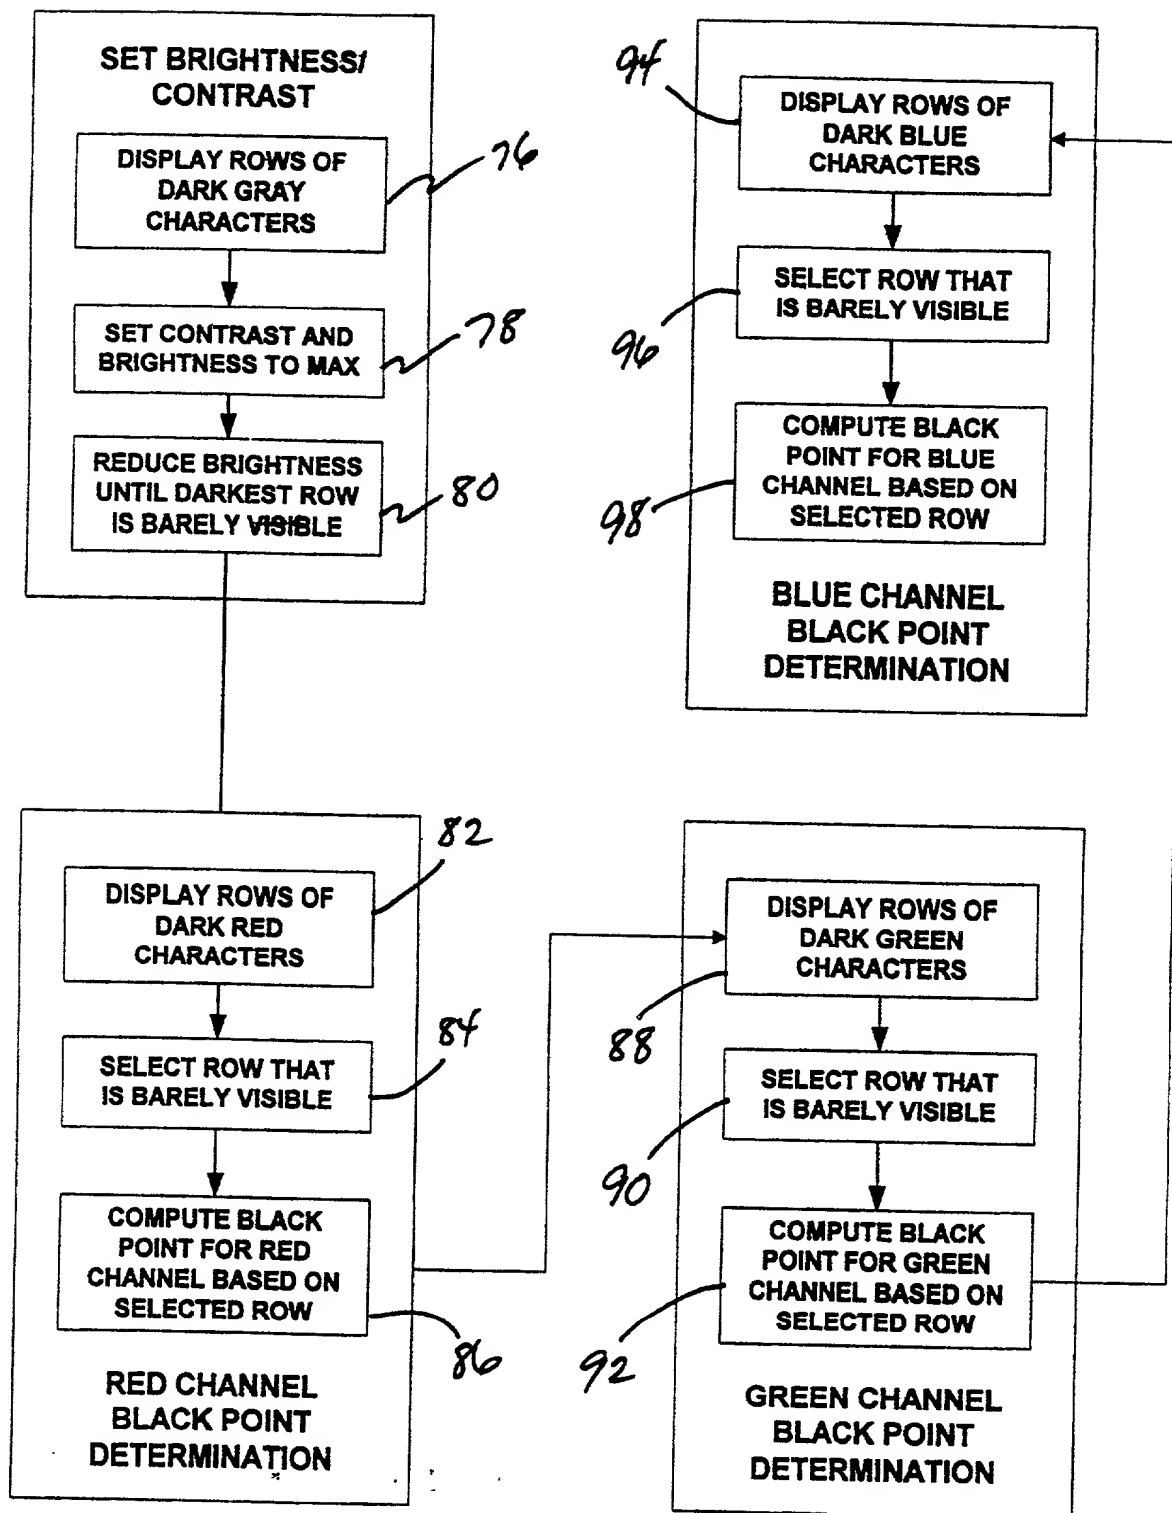 SET BRIGHTNESS/
CONTRAST
DISPLAY ROWS OF
DARK GRAY
CHARACTERS
76
SET CONTRAST AND
BRIGHTNESS TO MAX
78
REDUCE BRIGHTNESS
UNTIL DARKEST ROW
IS BARELY VISIBLE
80
94
DISPLAY ROWS OF
DARK BLUE
CHARACTERS
SELECT ROW THAT
IS BARELY VISIBLE
96
COMPUTE BLACK
POINT FOR BLUE
CHANNEL BASED ON
SELECTED ROW
98
BLUE CHANNEL
BLACK POINT
DETERMINATION
82
DISPLAY ROWS OF
DARK RED
CHARACTERS
84
SELECT ROW THAT
IS BARELY VISIBLE
COMPUTE BLACK
POINT FOR RED
CHANNEL BASED ON
SELECTED ROW
86
RED CHANNEL
BLACK POINT
DETERMINATION
DISPLAY ROWS OF
DARK GREEN
CHARACTERS
88
SELECT ROW THAT
IS BARELY VISIBLE
90
COMPUTE BLACK
POINT FOR GREEN
CHANNEL BASED ON
SELECTED ROW
92
GREEN CHANNEL
BLACK POINT
DETERMINATION